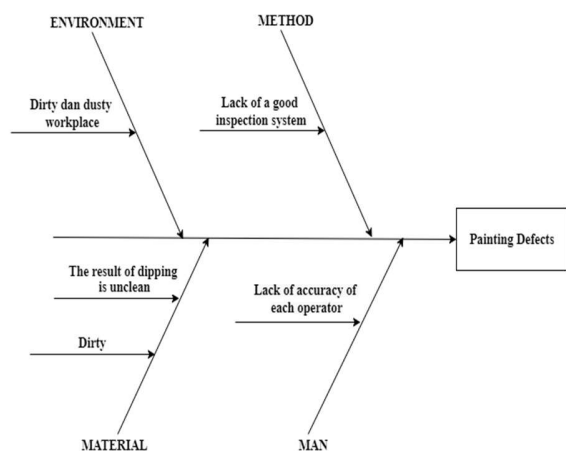 ENVIRONMENT
METHOD
Dirty dan dusty
workplace
Lack of a good
inspection system
Painting Defects
The result of dipping
is unclean
Lack of accuracy of
each operator
Dirty
MATERIAL
MAN